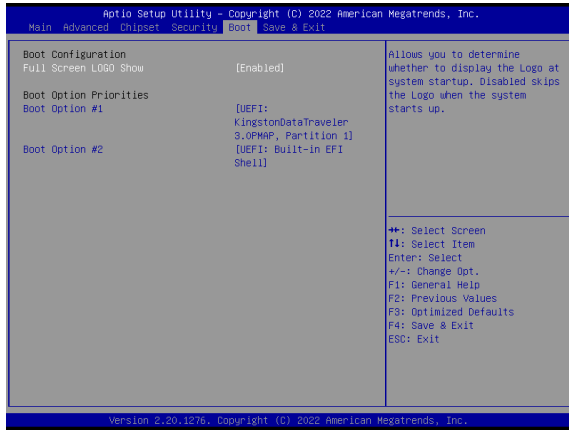 Aptio Setup Utility – Copyright (C) 2022 American Megatrends, Inc.
Main Advanced Chipset Security Boot Save & Exit
Boot Configuration
Full Screen LOGO Show [Enabled]
Boot Option Priorities
Boot Option #1 [UEFI:
KingstonDataTraveler
3.0PMAP, Partition 1]
Boot Option #2 [UEFI: Built-in EFI
Shell]
Allows you to determine
whether to display the Logo at
system startup. Disabled skips
the Logo when the system
starts up.
→←: Select Screen
↑↓: Select Item
Enter: Select
+/-: Change Opt.
F1: General Help
F2: Previous Values
F3: Optimized Defaults
F4: Save & Exit
ESC: Exit
Version 2.20.1276. Copyright (C) 2022 American Megatrends, Inc.